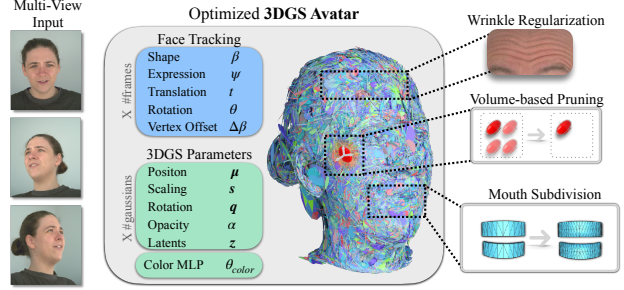 Multi-View
Input
Optimized 3DGS Avatar
Face Tracking
X #frames
Shape β
Expression ψ
Translation t
Rotation θ
Vertex Offset Δβ
3DGS Parameters
X #gaussians
Positon μ
Scaling s
Rotation q
Opacity α
Latents z
Color MLP θcolor
Wrinkle Regularization
Volume-based Pruning
Mouth Subdivision